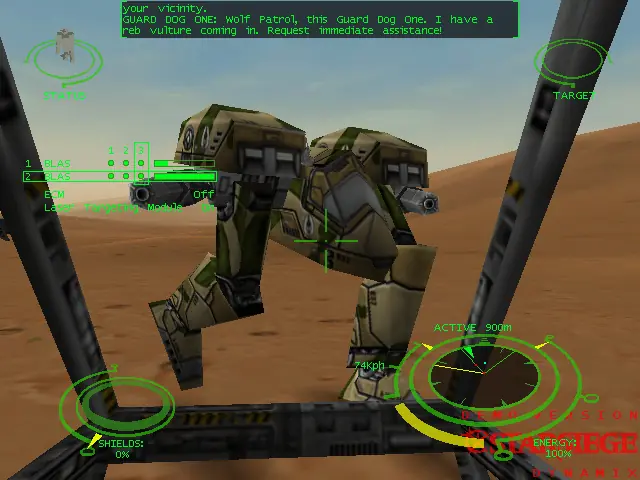 your vicinity.
GUARD DOG ONE: Wolf Patrol, this Guard Dog One. I have a
reb vulture coming in. Request immediate assistance!
STATUS
TARGET
1 2 3
1 BLAS
2 BLAS
ECM Off
Laser Targeting Module On
ACTIVE 900m
74Kph
DEMO VERSION
STARSIEGE
DYNAMIX
SHIELDS:
0%
ENERGY:
100%